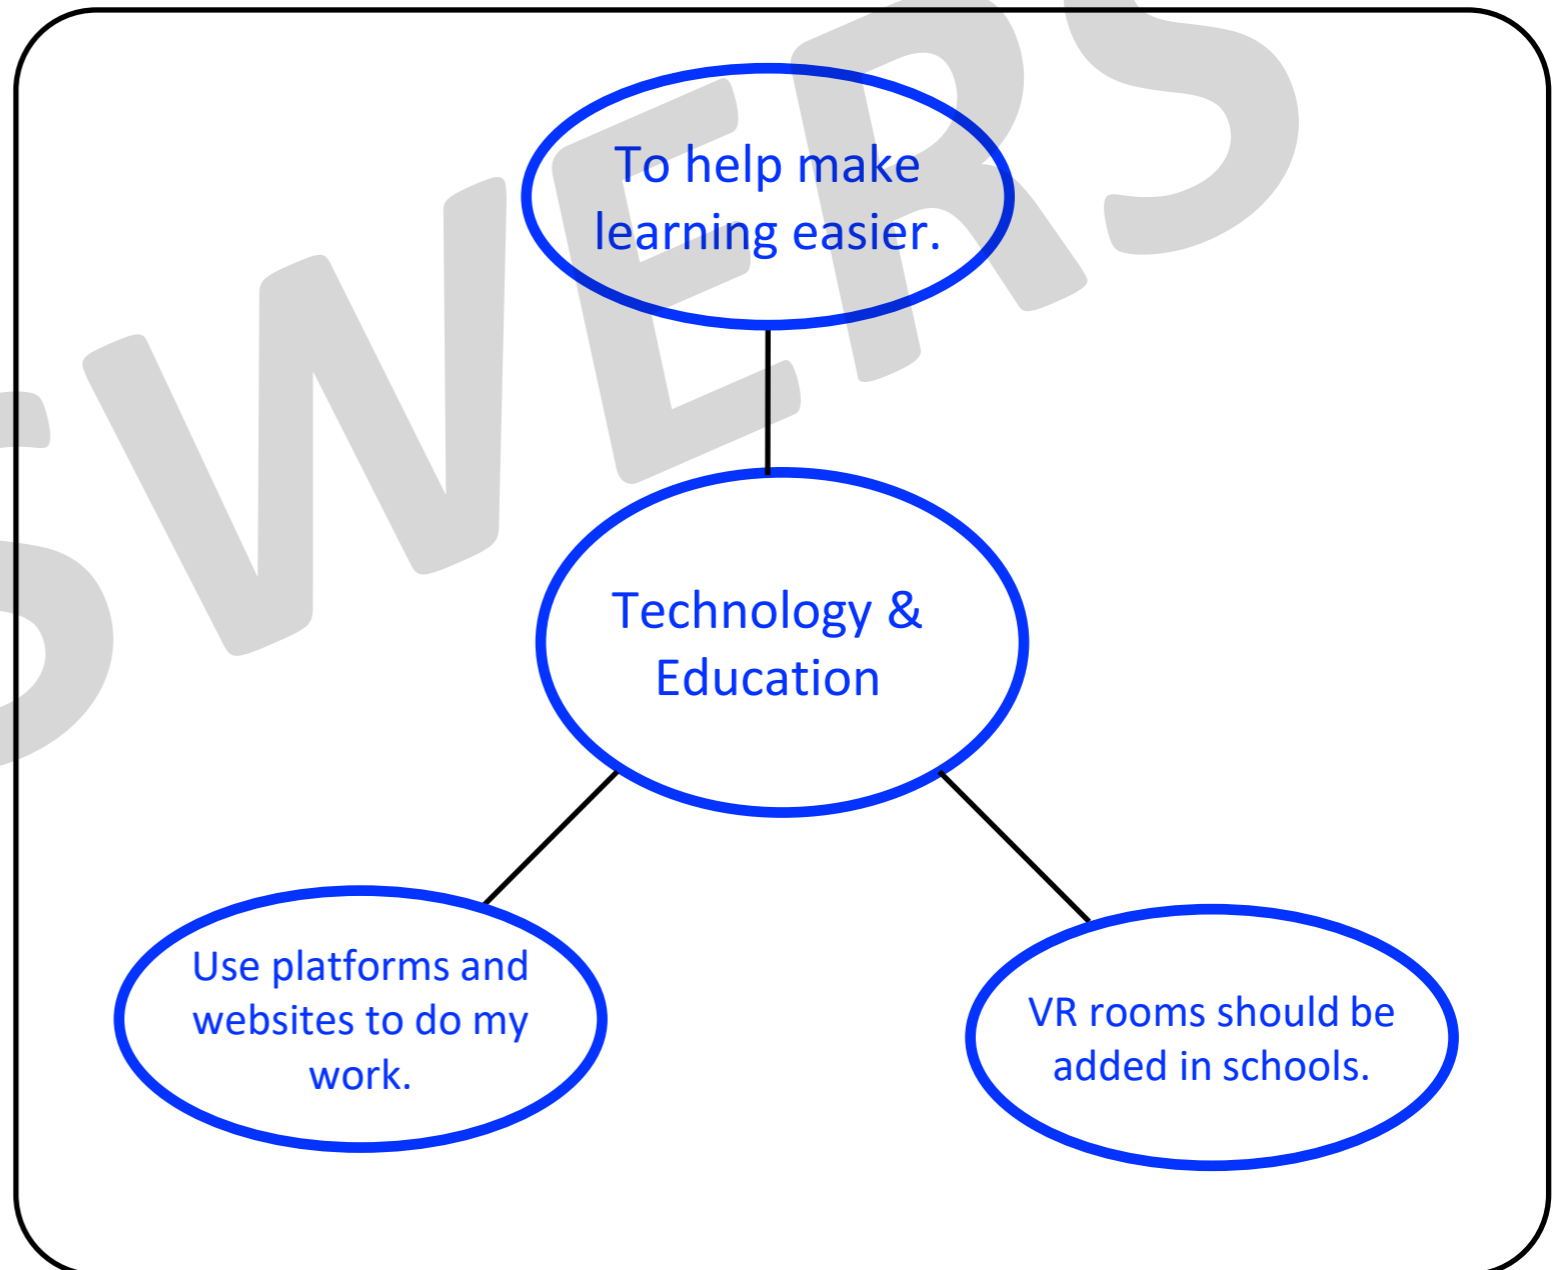 SWERS
To help make
learning easier.
Technology &
Education
Use platforms and
websites to do my
work.
VR rooms should be
added in schools.